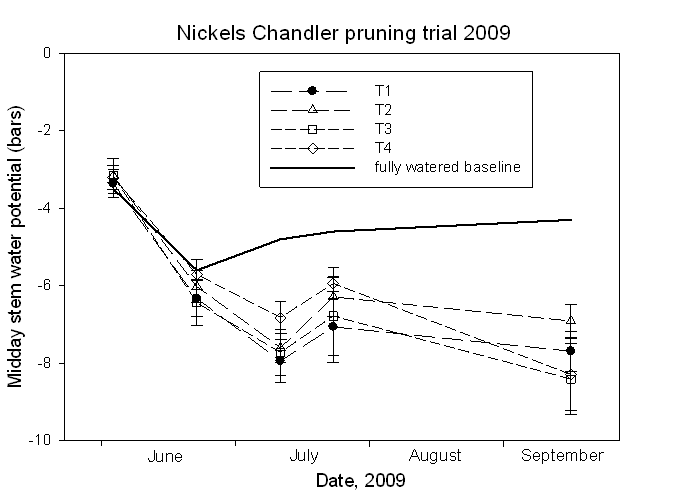 Nickels Chandler pruning trial 2009
0
-2
-4
-6
-8
-10
Midday stem water potential (bars)
T1
T2
T3
T4
fully watered baseline
June July August September
Date, 2009